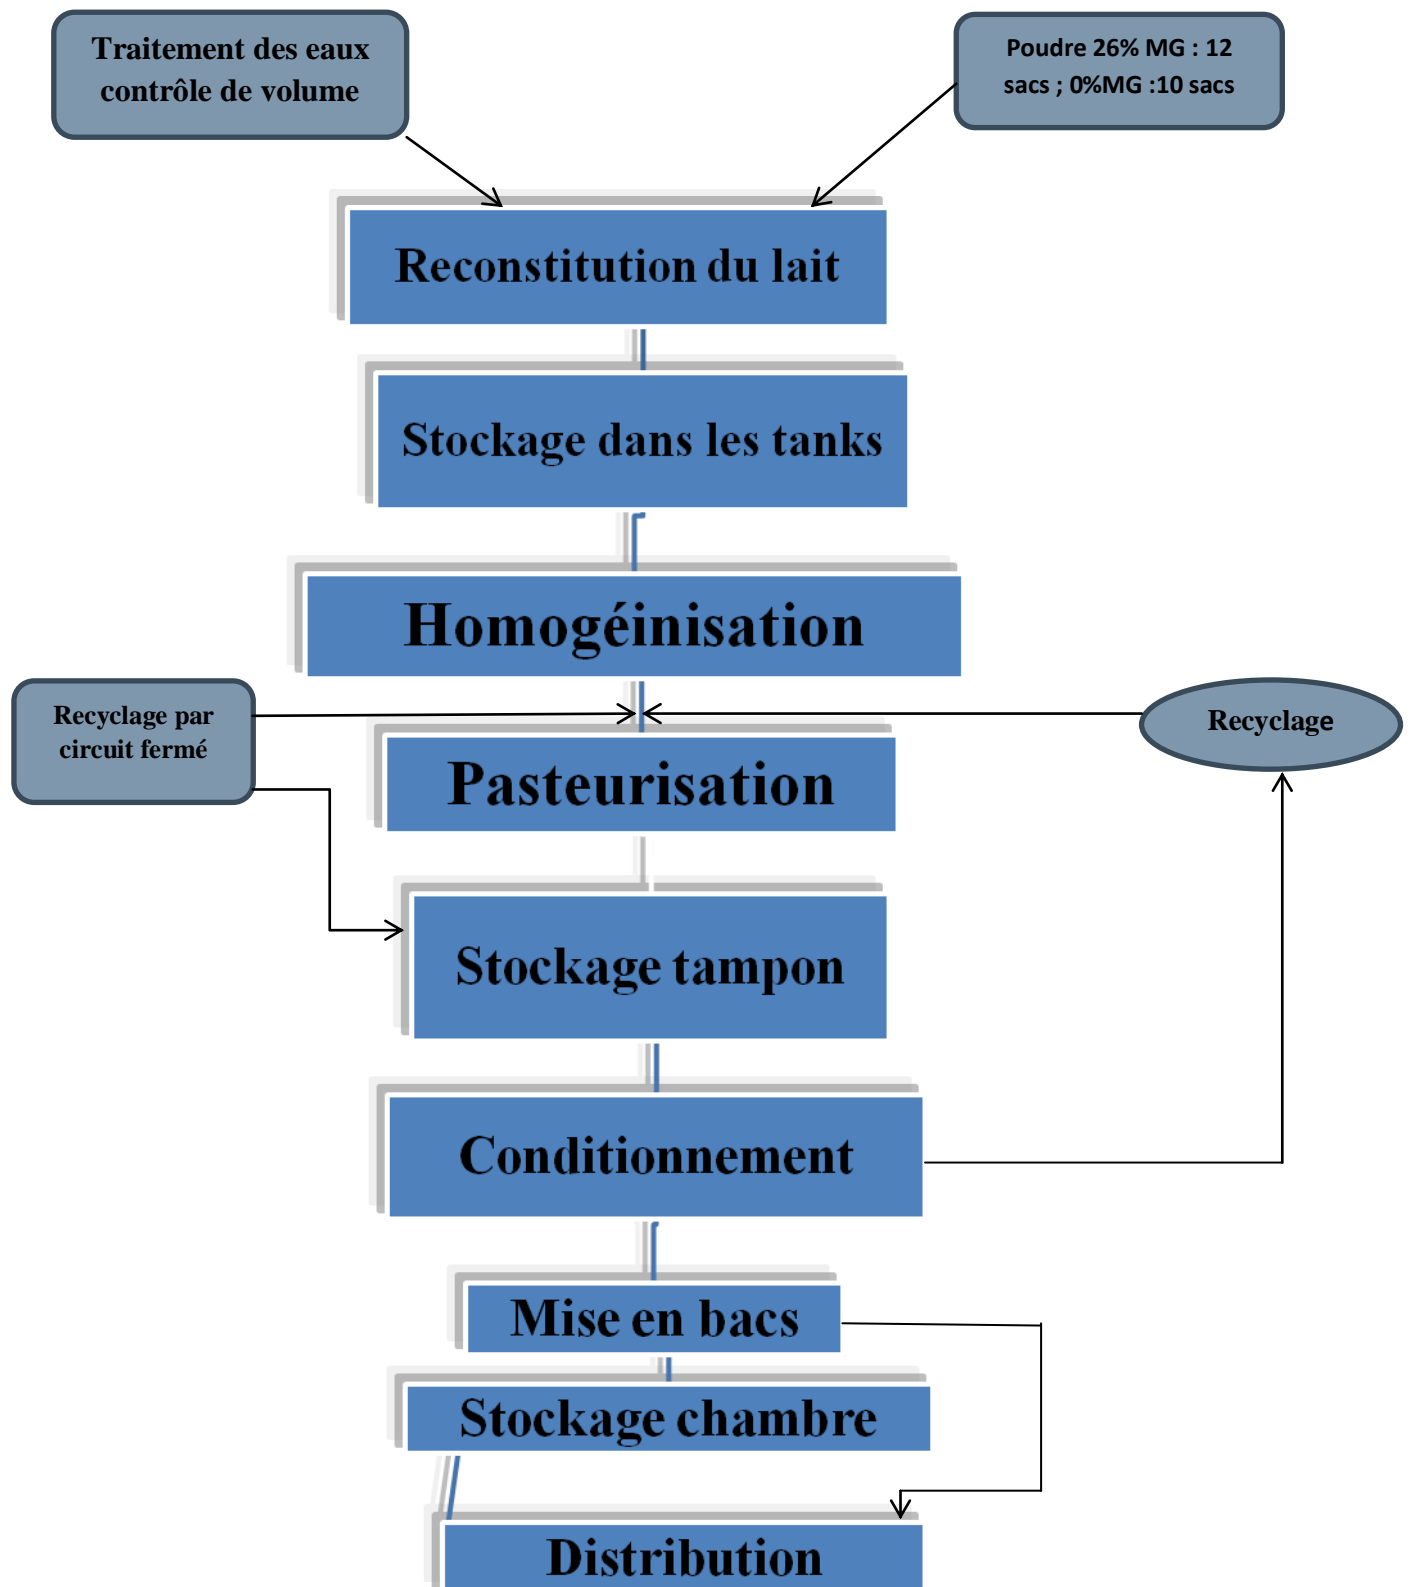 Traitement des eaux
contrôle de volume
Poudre 26% MG : 12
sacs ; 0%MG :10 sacs
Reconstitution du lait
Stockage dans les tanks
Homogéinisation
Recyclage par
circuit fermé
Recyclage
Pasteurisation
Stockage tampon
Conditionnement
Mise en bacs
Stockage chambre
Distribution